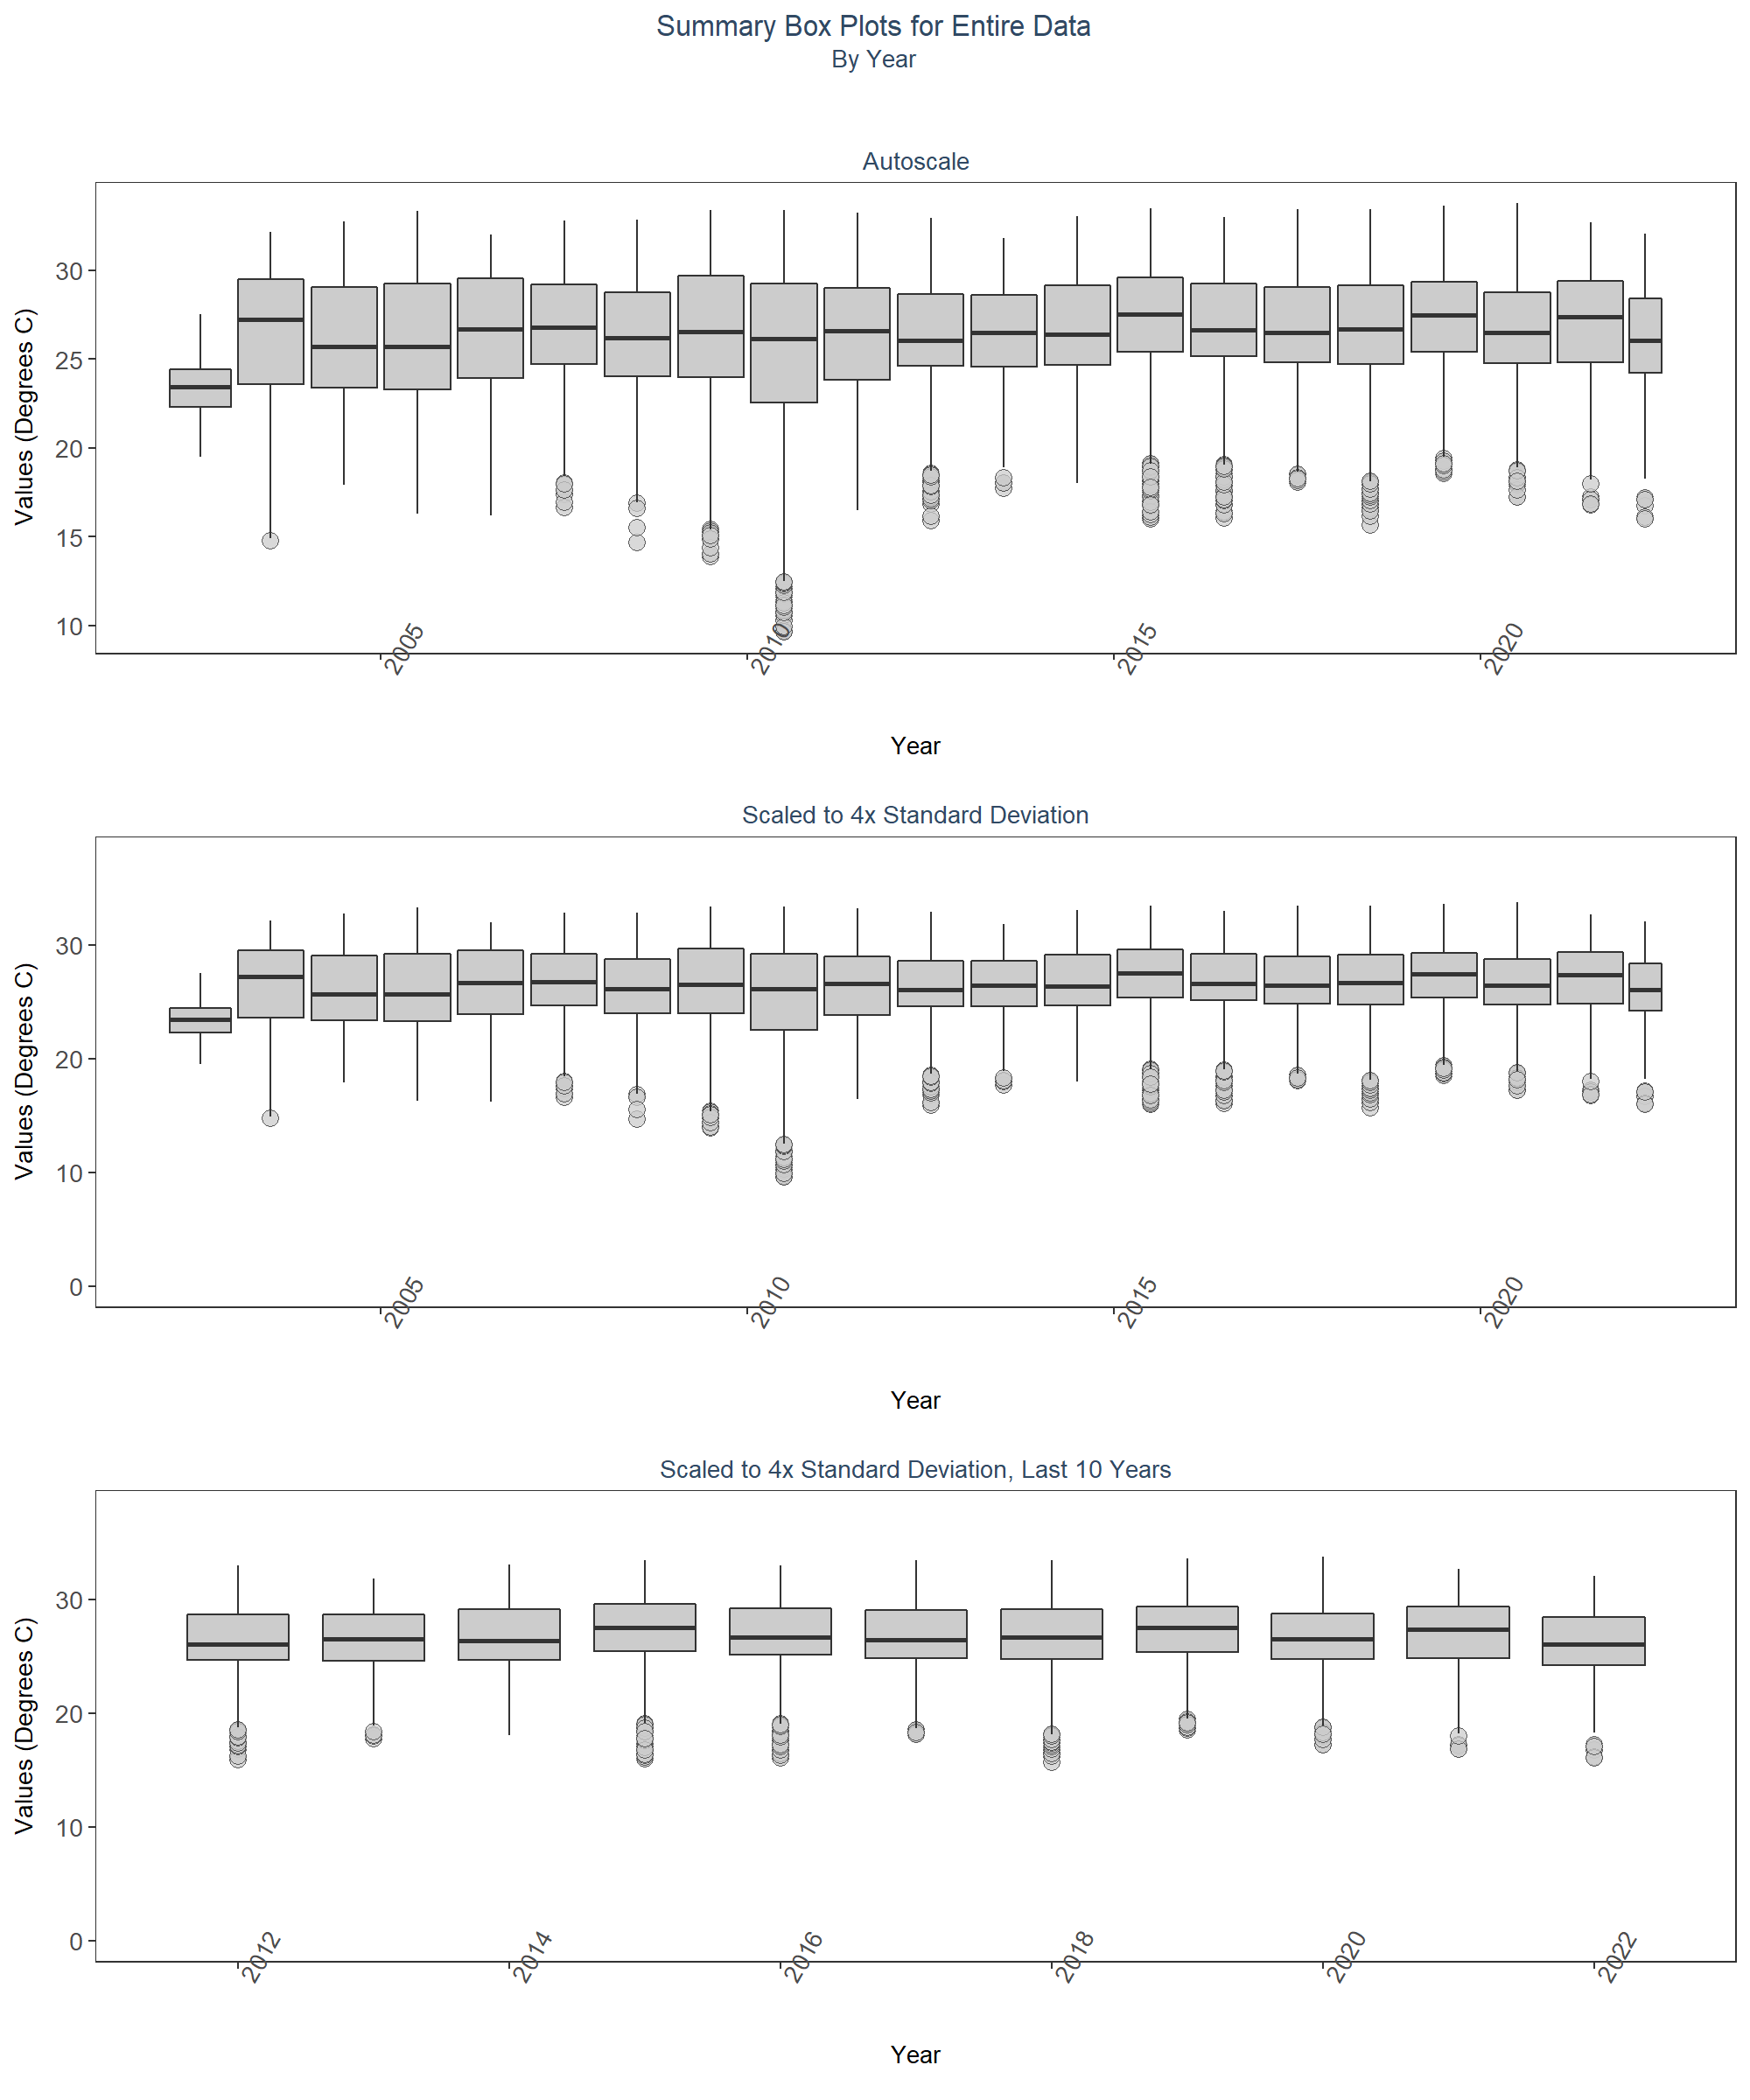 Summary Box Plots for Entire Data
By Year
Autoscale
Values (Degrees C)
30
25
20
15
10
2005
2010
2015
2020
Year
Scaled to 4x Standard Deviation
Values (Degrees C)
30
20
10
0
2005
2010
2015
2020
Year
Scaled to 4x Standard Deviation, Last 10 Years
Values (Degrees C)
30
20
10
0
2012
2014
2016
2018
2020
2022
Year